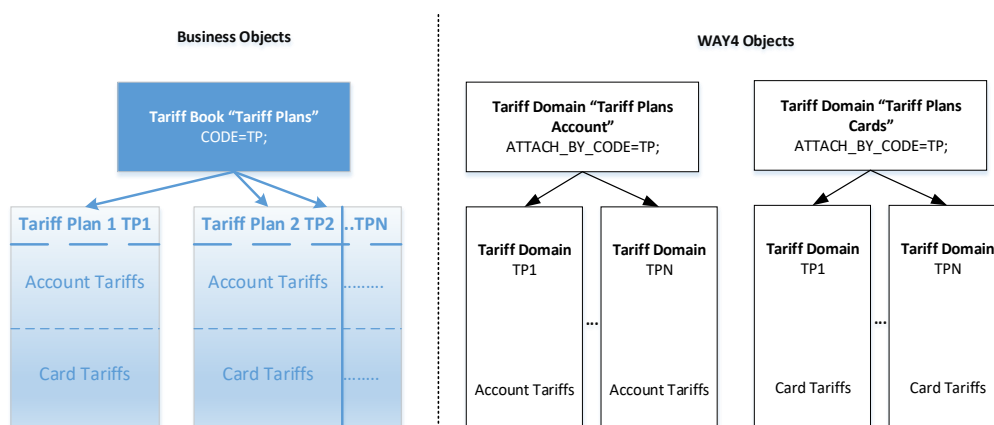 Business Objects
WAY4 Objects
Tariff Book “Tariff Plans”
CODE=TP;
Tariff Plan 1 TP1
Tariff Plan 2 TP2
..TPN
Account Tariffs
Account Tariffs
.........
Card Tariffs
Card Tariffs
........
Tariff Domain “Tariff Plans
Account”
ATTACH_BY_CODE=TP;
Tariff Domain “Tariff Plans
Cards”
ATTACH_BY_CODE=TP;
Tariff Domain
TP1
Account Tariffs
...
Tariff Domain
TPN
Account Tariffs
Tariff Domain
TP1
Card Tariffs
...
Tariff Domain
TPN
Card Tariffs